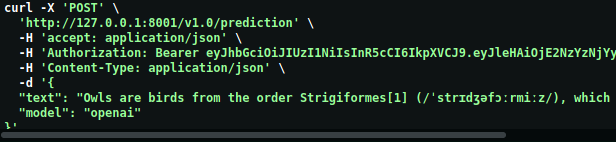 curl -X 'POST' \
'http://127.0.0.1:8001/v1.0/prediction' \
-H 'accept: application/json' \
-H 'Authorization: Bearer eyJhbGciOiJIUzI1NiIsInR5cCI6IkpXVCJ9.eyJleHAiOjE2NzYzNjYy
-H 'Content-Type: application/json' \
-d '{
"text": "Owls are birds from the order Strigiformes[1] (/ˈstrɪdʒəfɔːrmiːz/), which
"model": "openai"
}'